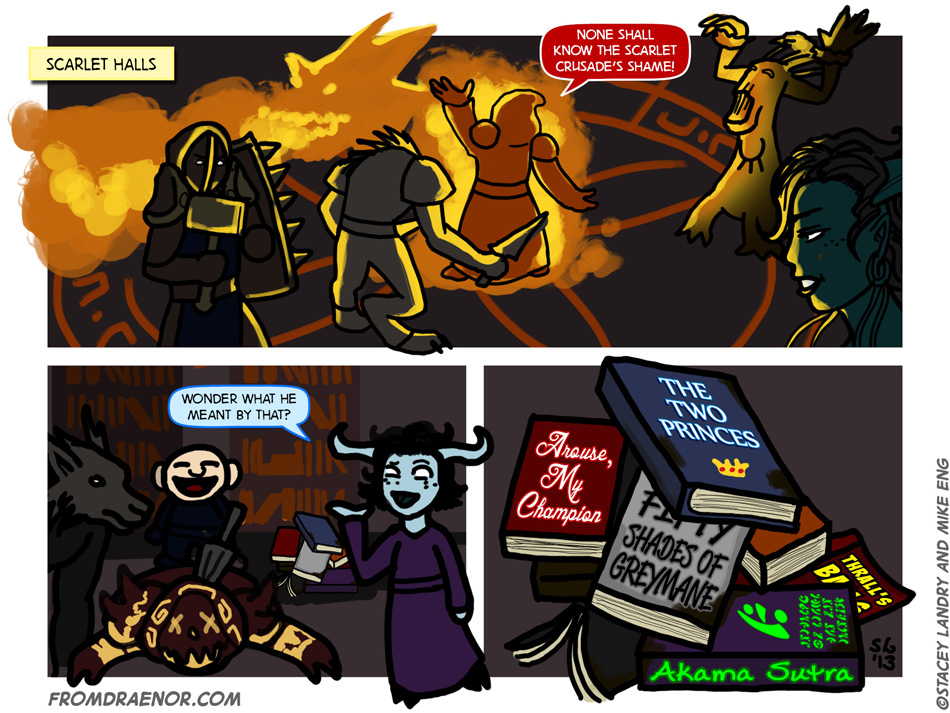 SCARLET HALLS
NONE SHALL
KNOW THE SCARLET
CRUSADE'S SHAME!
WONDER WHAT HE
MEANT BY THAT?
THE
TWO
PRINCES
Arouse,
My
Champion
FIFTY
SHADES OF
GREYMANE
THRALL'S
Akama Sutra
SL
'13
FROMDRAENOR.COM
©STACEY LANDRY AND MIKE ENG